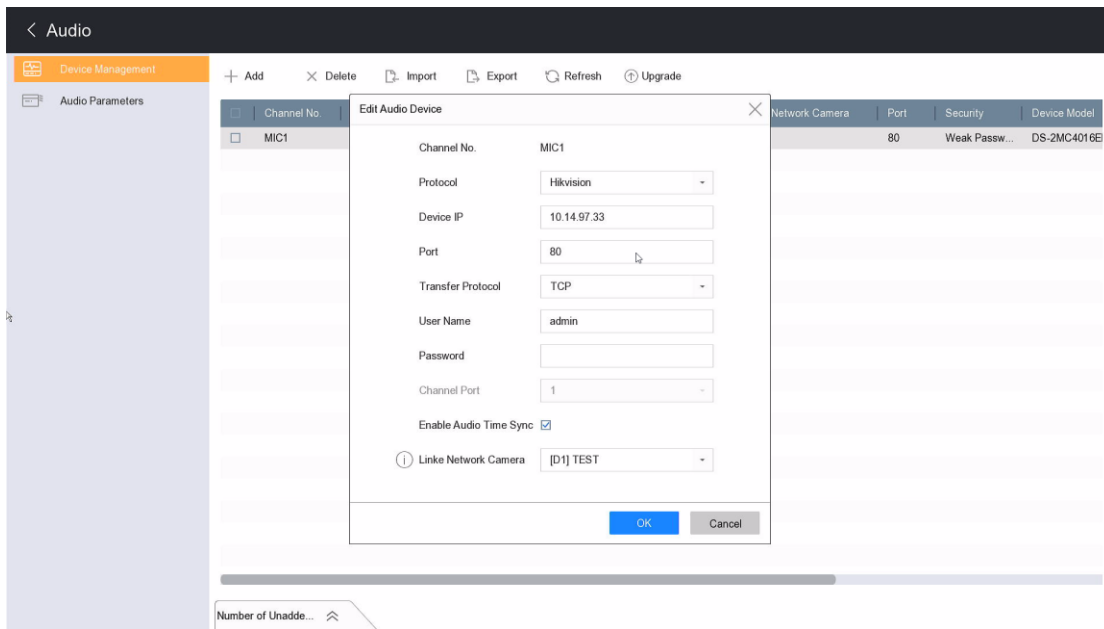 Audio
Device Management
Audio Parameters
Add Delete Import Export Refresh Upgrade
Channel No. Network Camera Port Security Device Model
MIC1 80 Weak Passw... DS-2MC4016E
Edit Audio Device
Channel No. MIC1
Protocol Hikvision
Device IP 10.14.97.33
Port 80
Transfer Protocol TCP
User Name admin
Password
Channel Port 1
Enable Audio Time Sync
Linke Network Camera [D1] TEST
OK Cancel
Number of Unadde...